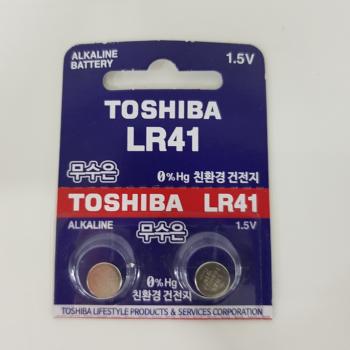 ALKALINE
BATTERY
1.5V
TOSHIBA
LR41
무수은
0%Hg 친환경 건전지
TOSHIBA LR41
ALKALINE
무수은
1.5V
0%Hg
친환경 건전지
TOSHIBA LIFESTYLE PRODUCTS & SERVICES CORPORATION